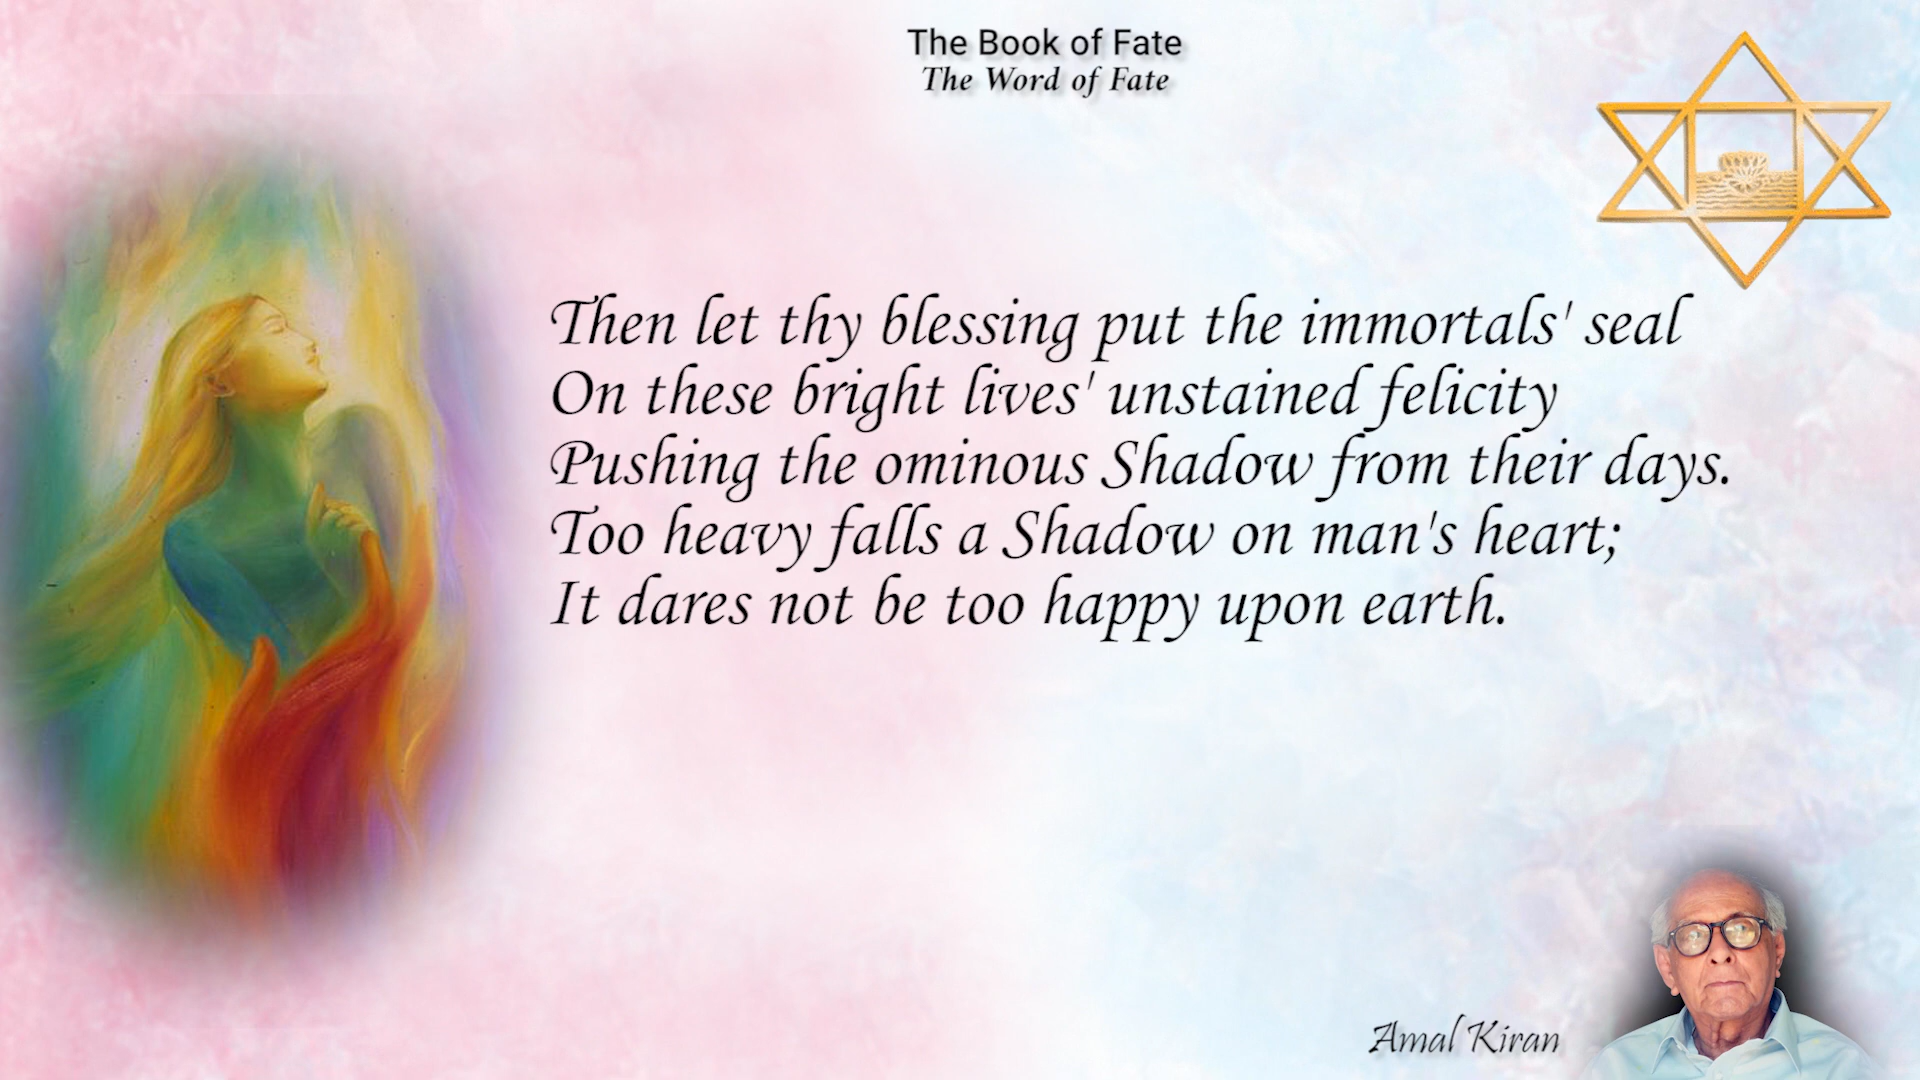 The Book of Fate
The Word of Fate
Then let thy blessing put the immortals' seal
On these bright lives' unstained felicity
Pushing the ominous Shadow from their days.
Too heavy falls a Shadow on man's heart;
It dares not be too happy upon earth.
Amal Kiran